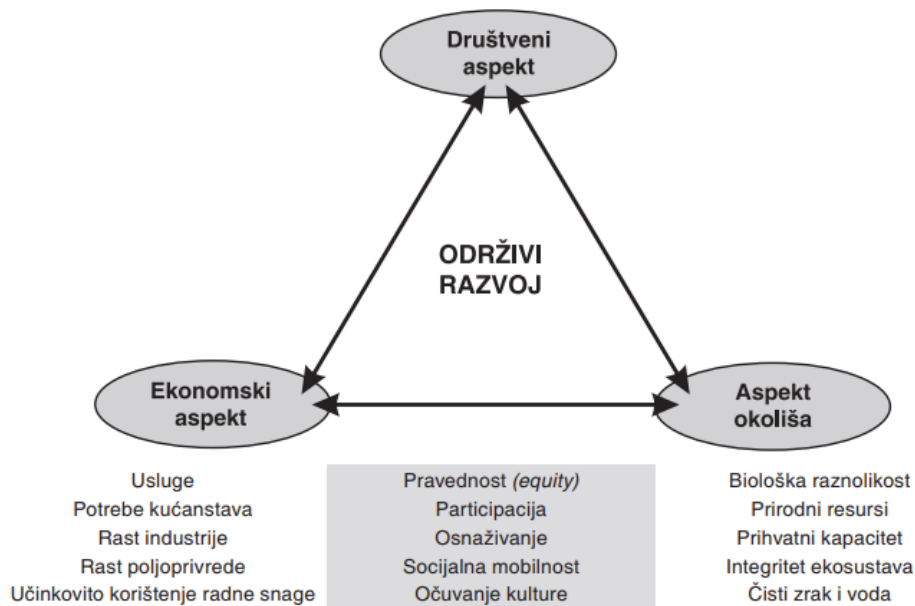 Društveni
aspekt
ODRŽIVI
RAZVOJ
Ekonomski
aspekt
Aspekt
okoliša
Usluge
Potrebe kućanstava
Rast industrije
Rast poljoprivrede
Učinkovito korištenje radne snage
Pravednost (equity)
Participacija
Osnaživanje
Socijalna mobilnost
Očuvanje kulture
Biološka raznolikost
Prirodni resursi
Prihvatni kapacitet
Integritet ekosustava
Čisti zrak i voda